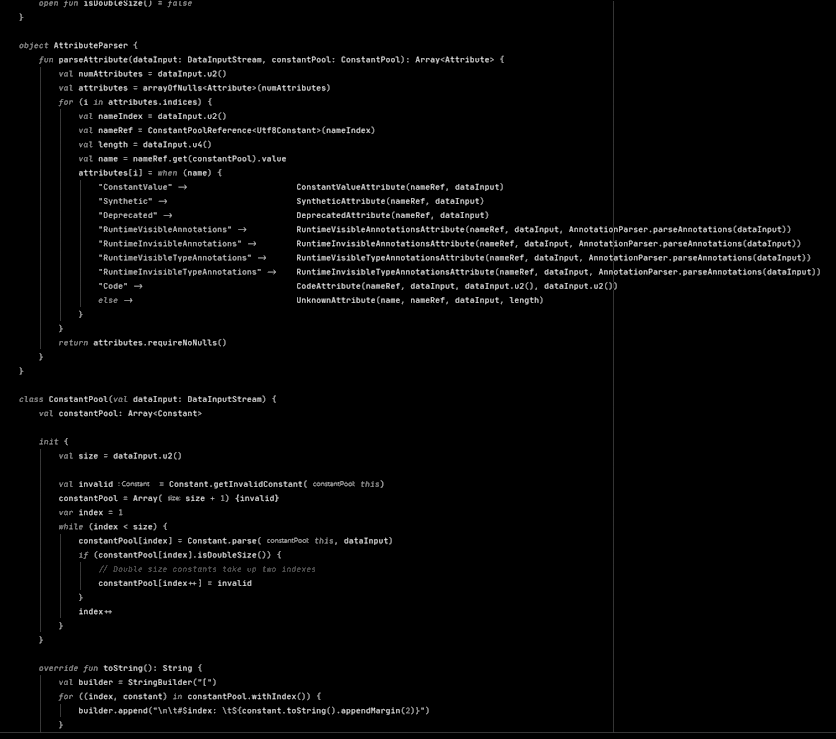 open fun isDoubleSize() = false
}
object AttributeParser {
fun parseAttribute(dataInput: DataInputStream, constantPool: ConstantPool): Array<Attribute> {
val numAttributes = dataInput.u2()
val attributes = arrayOfNulls<Attribute>(numAttributes)
for (i in attributes.indices) {
val nameIndex = dataInput.u2()
val nameRef = ConstantPoolReference<Utf8Constant>(nameIndex)
val length = dataInput.u4()
val name = nameRef.get(constantPool).value
attributes[i] = when (name) {
"ConstantValue" -> ConstantValueAttribute(nameRef, dataInput)
"Synthetic" -> SyntheticAttribute(nameRef, dataInput)
"Deprecated" -> DeprecatedAttribute(nameRef, dataInput)
"RuntimeVisibleAnnotations" -> RuntimeVisibleAnnotationsAttribute(nameRef, dataInput, AnnotationParser.parseAnnotations(dataInput))
"RuntimeInvisibleAnnotations" -> RuntimeInvisibleAnnotationsAttribute(nameRef, dataInput, AnnotationParser.parseAnnotations(dataInput))
"RuntimeVisibleTypeAnnotations" -> RuntimeVisibleTypeAnnotationsAttribute(nameRef, dataInput, AnnotationParser.parseAnnotations(dataInput))
"RuntimeInvisibleTypeAnnotations" -> RuntimeInvisibleTypeAnnotationsAttribute(nameRef, dataInput, AnnotationParser.parseAnnotations(dataInput))
"Code" -> CodeAttribute(nameRef, dataInput, dataInput.u2(), dataInput.u2())
else -> UnknownAttribute(name, nameRef, dataInput, length)
}
}
return attributes.requireNoNulls()
}
}
class ConstantPool(val dataInput: DataInputStream) {
val constantPool: Array<Constant>
init {
val size = dataInput.u2()
val invalid : Constant = Constant.getInvalidConstant( constantPool: this)
constantPool = Array( size: size + 1) {invalid}
var index = 1
while (index < size) {
constantPool[index] = Constant.parse( constantPool: this, dataInput)
if (constantPool[index].isDoubleSize()) {
// Double size constants take up two indexes
constantPool[index++] = invalid
}
index++
}
}
override fun toString(): String {
val builder = StringBuilder("[")
for ((index, constant) in constantPool.withIndex()) {
builder.append("\n\t#$index: \t${constant.toString().appendMargin(2)}")
}